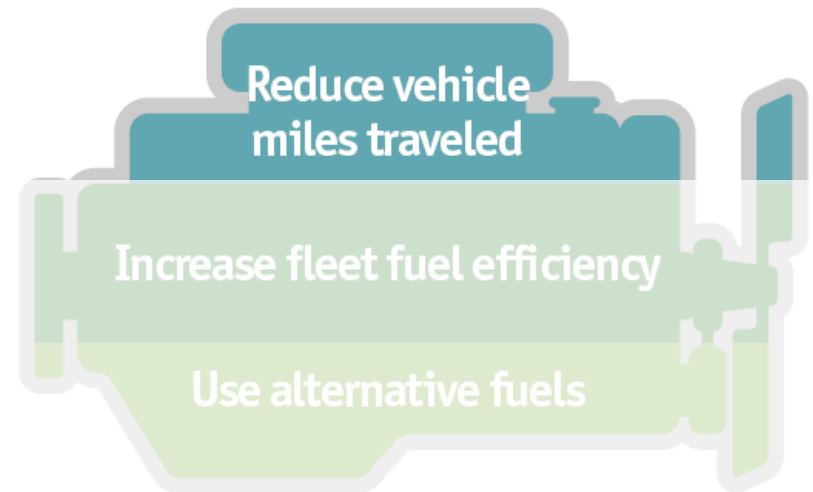 Reduce vehicle
miles traveled
Increase fleet fuel efficiency
Use alternative fuels